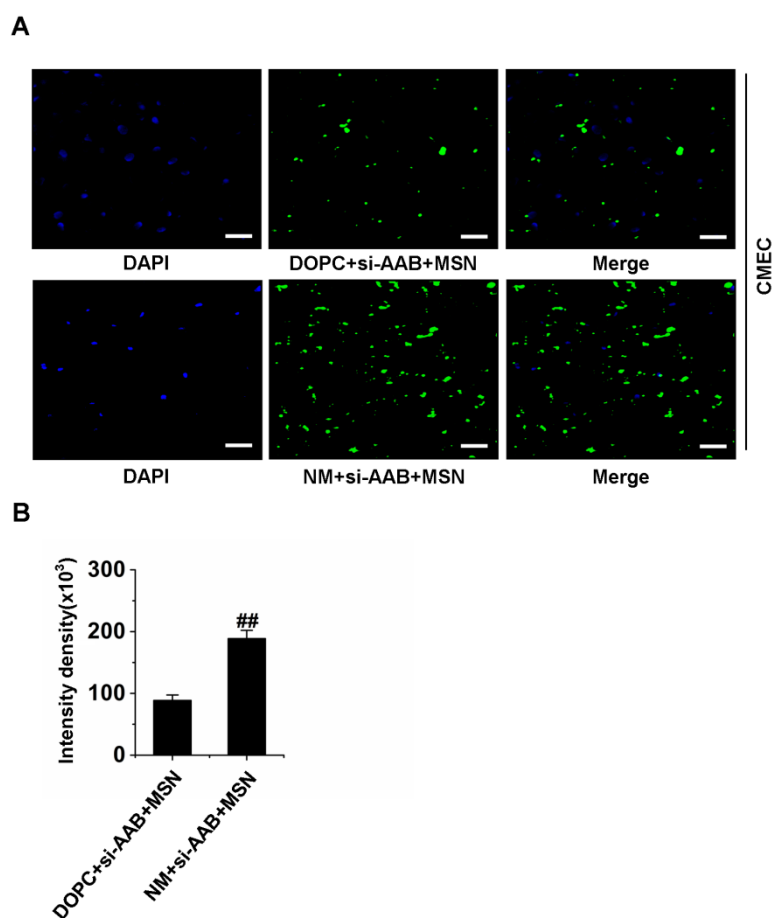 A
DAPI
DOPC+si-AAB+MSN
Merge
CMEC
DAPI
NM+si-AAB+MSN
Merge
B
Intensity density(x10³)
300
200
100
0
##
DOPC+si-AAB+MSN
NM+si-AAB+MSN